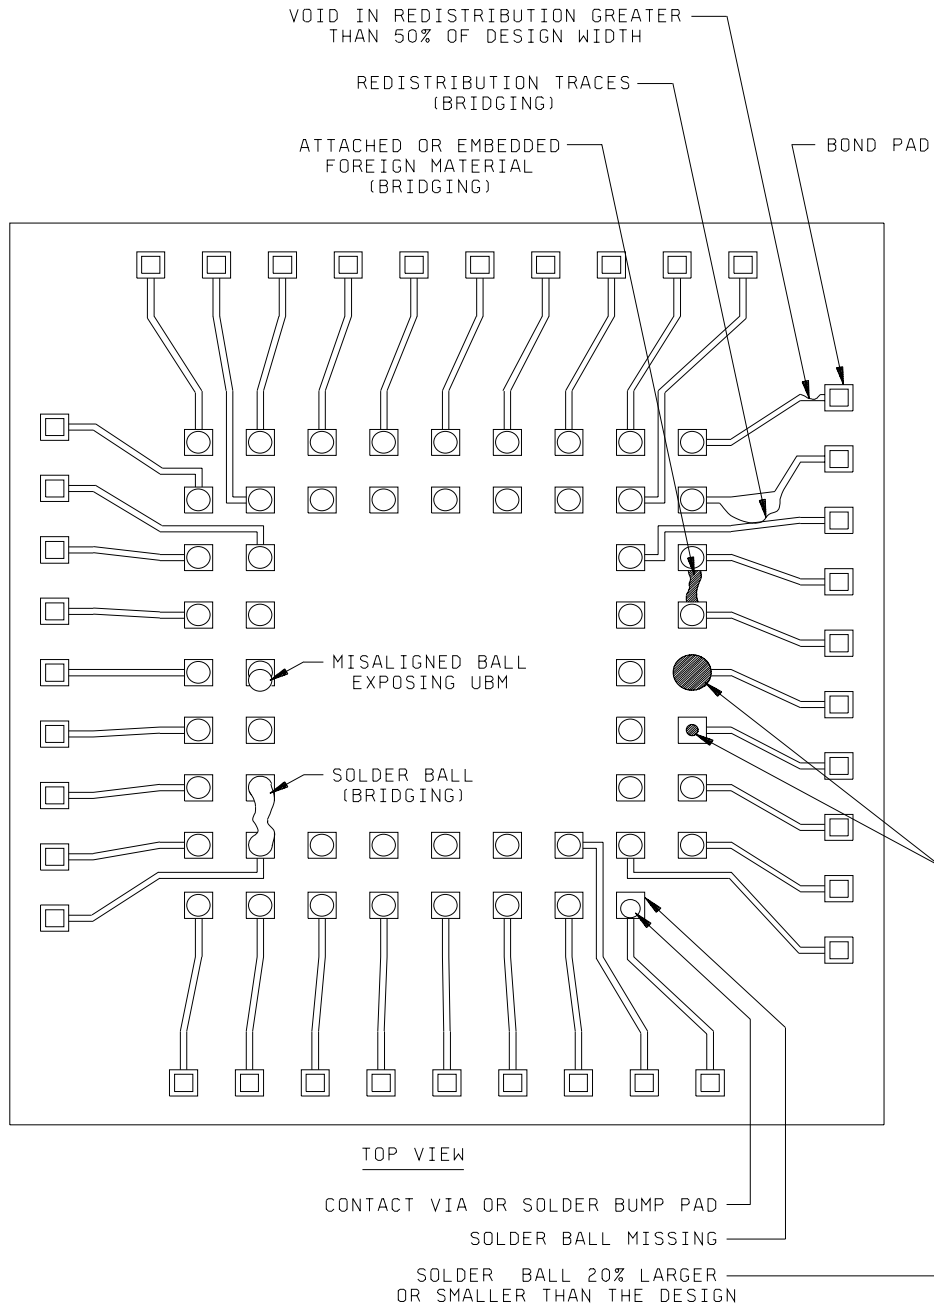 VOID IN REDISTRIBUTION GREATER
THAN 50% OF DESIGN WIDTH
REDISTRIBUTION TRACES
(BRIDGING)
ATTACHED OR EMBEDDED
FOREIGN MATERIAL
(BRIDGING)
BOND PAD
MISALIGNED BALL
EXPOSING UBM
SOLDER BALL
(BRIDGING)
TOP VIEW
CONTACT VIA OR SOLDER BUMP PAD
SOLDER BALL MISSING
SOLDER BALL 20% LARGER
OR SMALLER THAN THE DESIGN